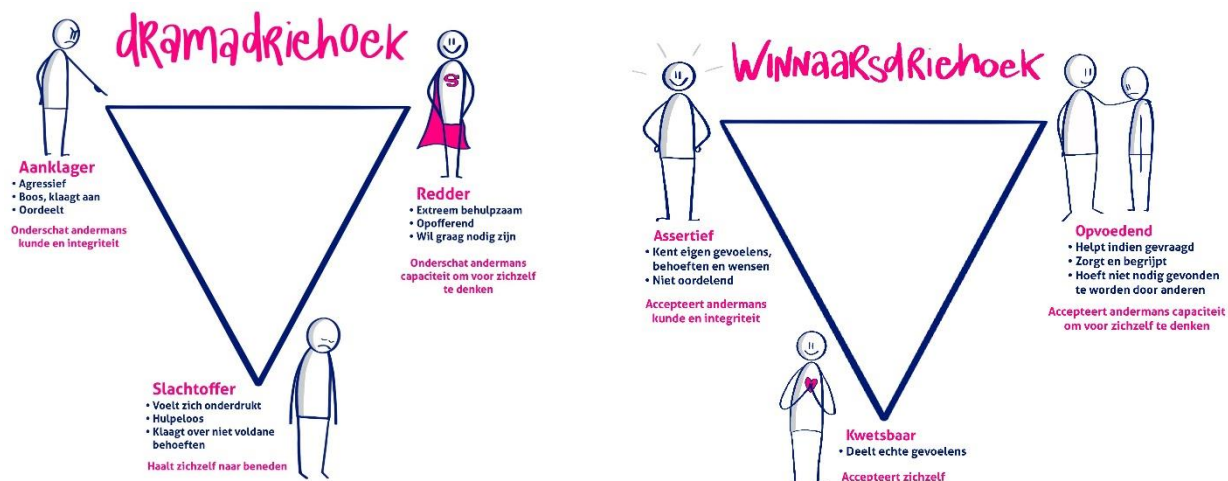 dRamadRiehoek
Aanklager
• Agressief
• Boos, klaagt aan
• Oordeelt
Onderschat andermans
kunde en integriteit
Redder
• Extreem behulpzaam
• Opofferend
• Wil graag nodig zijn
Onderschat andermans
capaciteit om voor zichzelf
te denken
Slachtoffer
• Voelt zich onderdrukt
• Hulpeloos
• Klaagt over niet voldane
behoeften
Haalt zichzelf naar beneden
WINNaaRsdRiehoek
Assertief
• Kent eigen gevoelens,
behoeften en wensen
• Niet oordelend
Accepteert andermans
kunde en integriteit
Opvoedend
• Helpt indien gevraagd
• Zorgt en begrijpt
• Hoeft niet nodig gevonden
te worden door anderen
Accepteert andermans capaciteit
om voor zichzelf te denken
Kwetsbaar
• Deelt echte gevoelens
Accepteert zichzelf